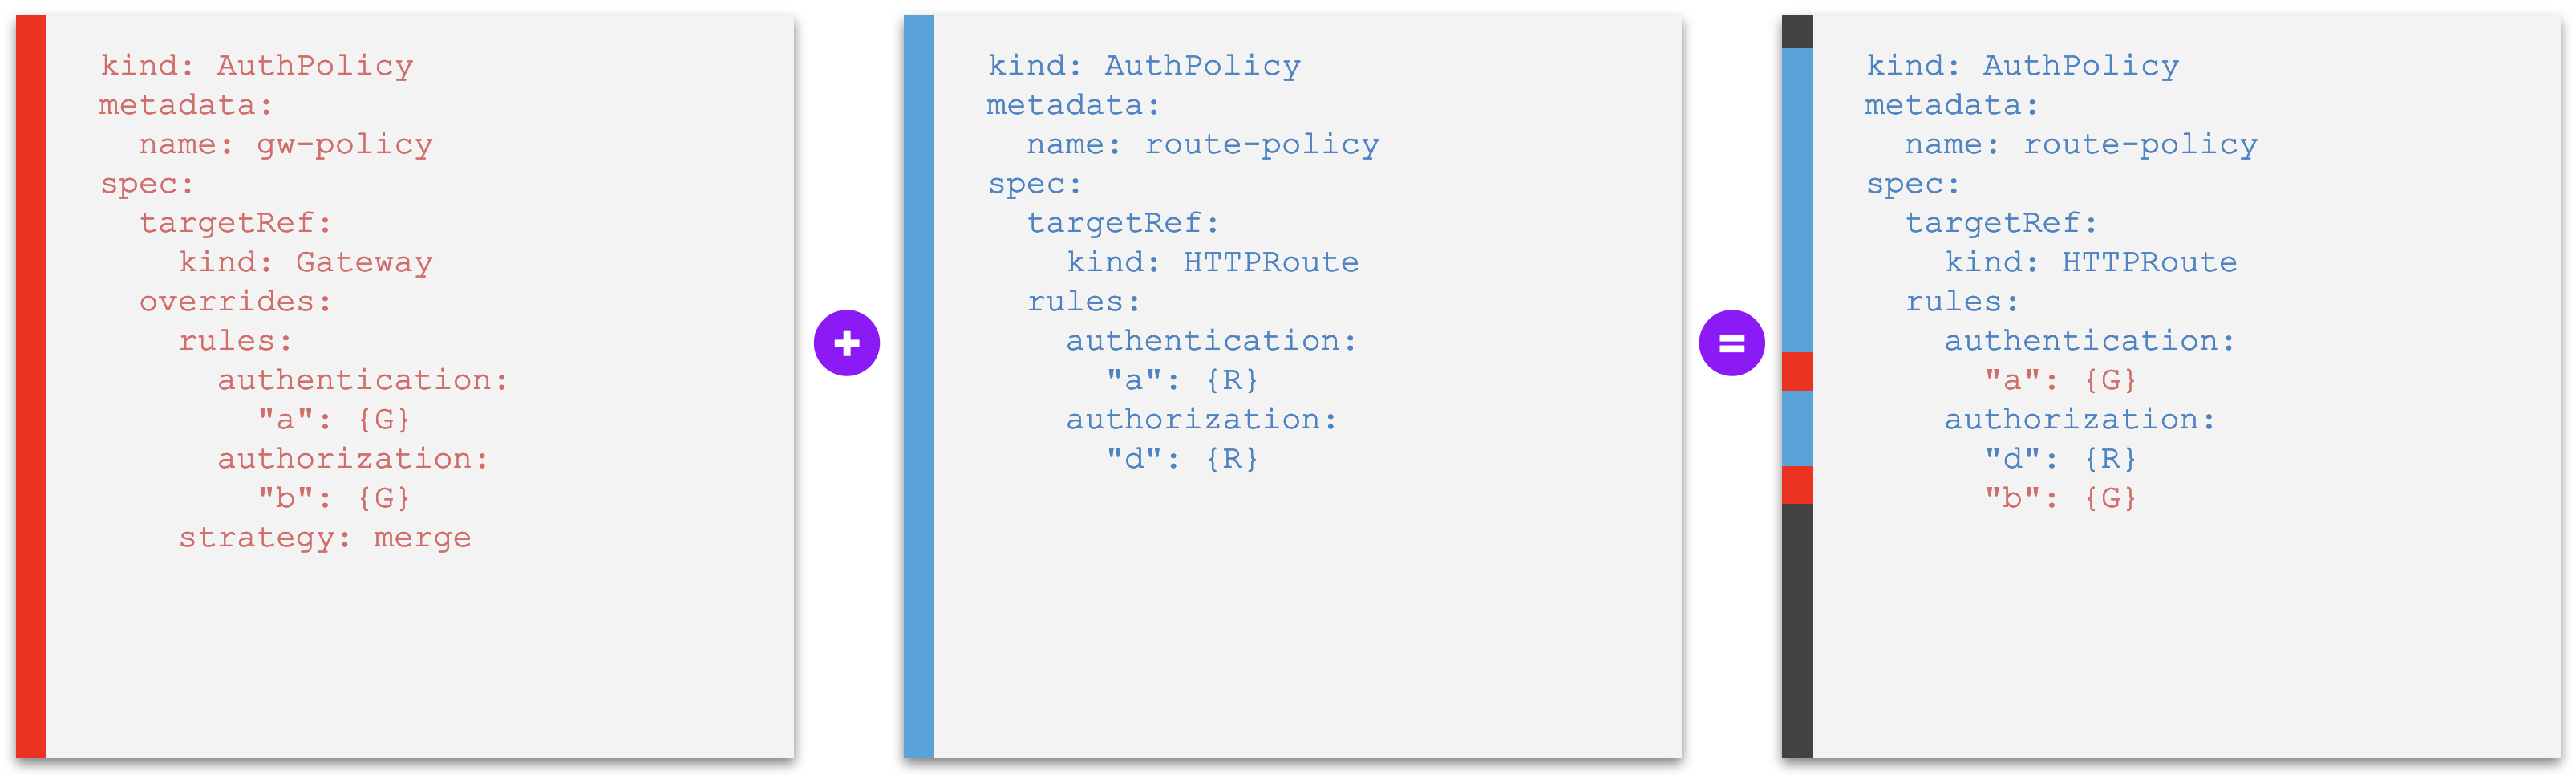 kind: AuthPolicy
metadata:
  name: gw-policy
spec:
  targetRef:
    kind: Gateway
  overrides:
    rules:
      authentication:
        "a": {G}
      authorization:
        "b": {G}
    strategy: merge
+
kind: AuthPolicy
metadata:
  name: route-policy
spec:
  targetRef:
    kind: HTTPRoute
  rules:
    authentication:
      "a": {R}
    authorization:
      "d": {R}
=
kind: AuthPolicy
metadata:
  name: route-policy
spec:
  targetRef:
    kind: HTTPRoute
  rules:
    authentication:
      "a": {G}
    authorization:
      "d": {R}
      "b": {G}